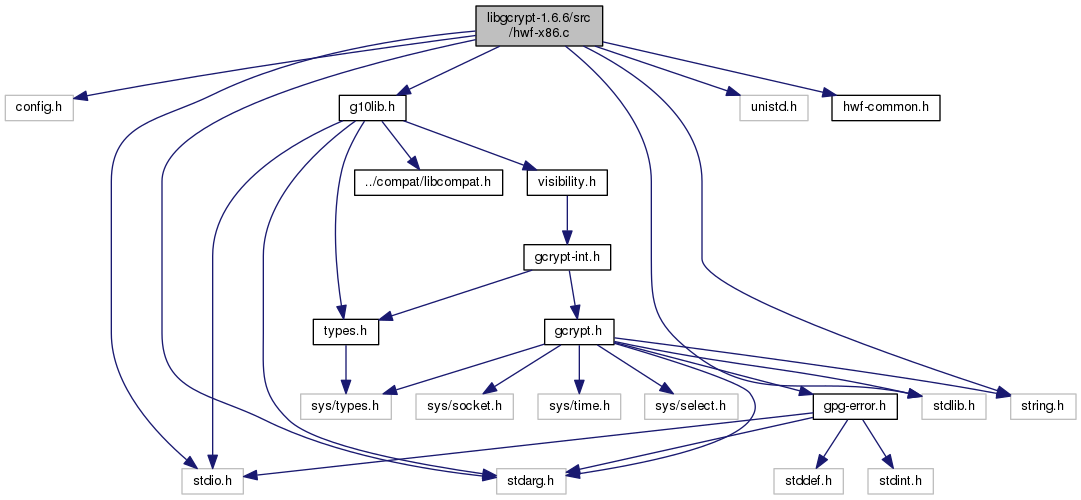 libgcrypt-1.6.6/src
/hwf-x86.c
config.h
g10lib.h
unistd.h
hwf-common.h
../compat/libcompat.h
visibility.h
gcrypt-int.h
types.h
gcrypt.h
sys/types.h
sys/socket.h
sys/time.h
sys/select.h
gpg-error.h
stdlib.h
string.h
stdio.h
stdarg.h
stddef.h
stdint.h